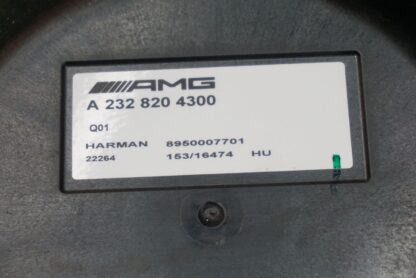 AMG
A 232 820 4300
Q01
HARMAN 8950007701
22264 153/16474 HU